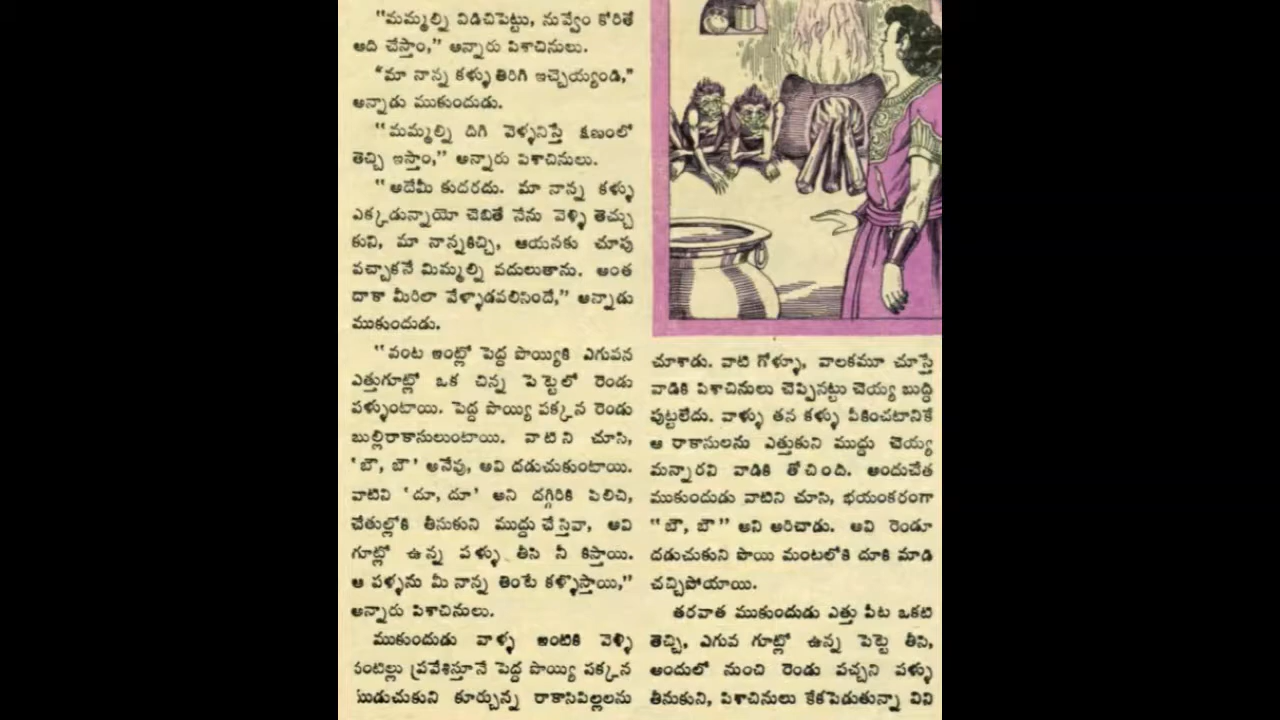 "మమ్మల్ని విడిచిపెట్టు, నువ్వేం కోరితే
అది చేస్తాం," అన్నారు పిశాచినులు.
"మా నాన్న కళ్ళు తిరిగి ఇచ్చెయ్యండి,"
అన్నాడు ముకుందుడు.
"మమ్మల్ని దిగి వెళ్ళనిస్తే క్షణంలో
తెచ్చి ఇస్తాం," అన్నారు పిశాచినులు.
"అదేమీ కుదరదు. మా నాన్న కళ్ళు
ఎక్కడున్నాయో చెబితే నేను వెళ్ళి తెచ్చు
కుని, మా నాన్నకిచ్చి, ఆయనకు చూపు
వచ్చాకనే మిమ్మల్ని వదులుతాను. అంత
దాకా మీరిలా వేళ్ళాడవలిసిందే," అన్నాడు
ముకుందుడు.
"వంట ఇంట్లో పెద్ద పొయ్యికి ఎగువన
ఎత్తుగూట్లో ఒక చిన్న పెట్టెలో రెండు
పళ్ళుంటాయి. పెద్ద పొయ్యి పక్కన రెండు
బుల్లిరాకాసులుంటాయి. వాటిని చూసి,
'బౌ, బౌ' అనేవు, అవి దడుచుకుంటాయి.
వాటిని 'దూ, దూ' అని దగ్గిరికి పిలిచి,
చేతుల్లోకి తీసుకుని ముద్దు చేస్తివా, అవి
గూట్లో ఉన్న పళ్ళు తీసి నీ కిస్తాయి.
ఆ పళ్ళను మీ నాన్న తింటే కళ్ళొస్తాయి,"
అన్నారు పిశాచినులు.
ముకుందుడు వాళ్ళ ఇంటికి వెళ్ళి
వంటిల్లు ప్రవేశిస్తూనే పెద్ద పొయ్యి పక్కన
ముడుచుకుని కూర్చున్న రాకాసిపిల్లలను
చూశాడు. వాటి గోళ్ళూ, వాలకమూ చూస్తే
వాడికి పిశాచినులు చెప్పినట్టు చెయ్య బుద్ధి
పుట్టలేదు. వాళ్ళు తన కళ్ళు పీకించటానికే
ఆ రాకాసులను ఎత్తుకుని ముద్దు చెయ్య
మన్నారవి వాడికి తోచింది. అందుచేత
ముకుందుడు వాటిని చూసి, భయంకరంగా
"బౌ, బౌ" అని అరిచాడు. అవి రెండూ
దడుచుకుని పొయి మంటలోకి దూకి మాడి
చచ్చిపోయాయి.
తరవాత ముకుందుడు ఎత్తు పీట ఒకటి
తెచ్చి, ఎగువ గూట్లో ఉన్న పెట్టె తీసి,
అందులో నుంచి రెండు పచ్చని పళ్ళు
తీసుకుని, పిశాచినులు కేకపెడుతున్నా విని